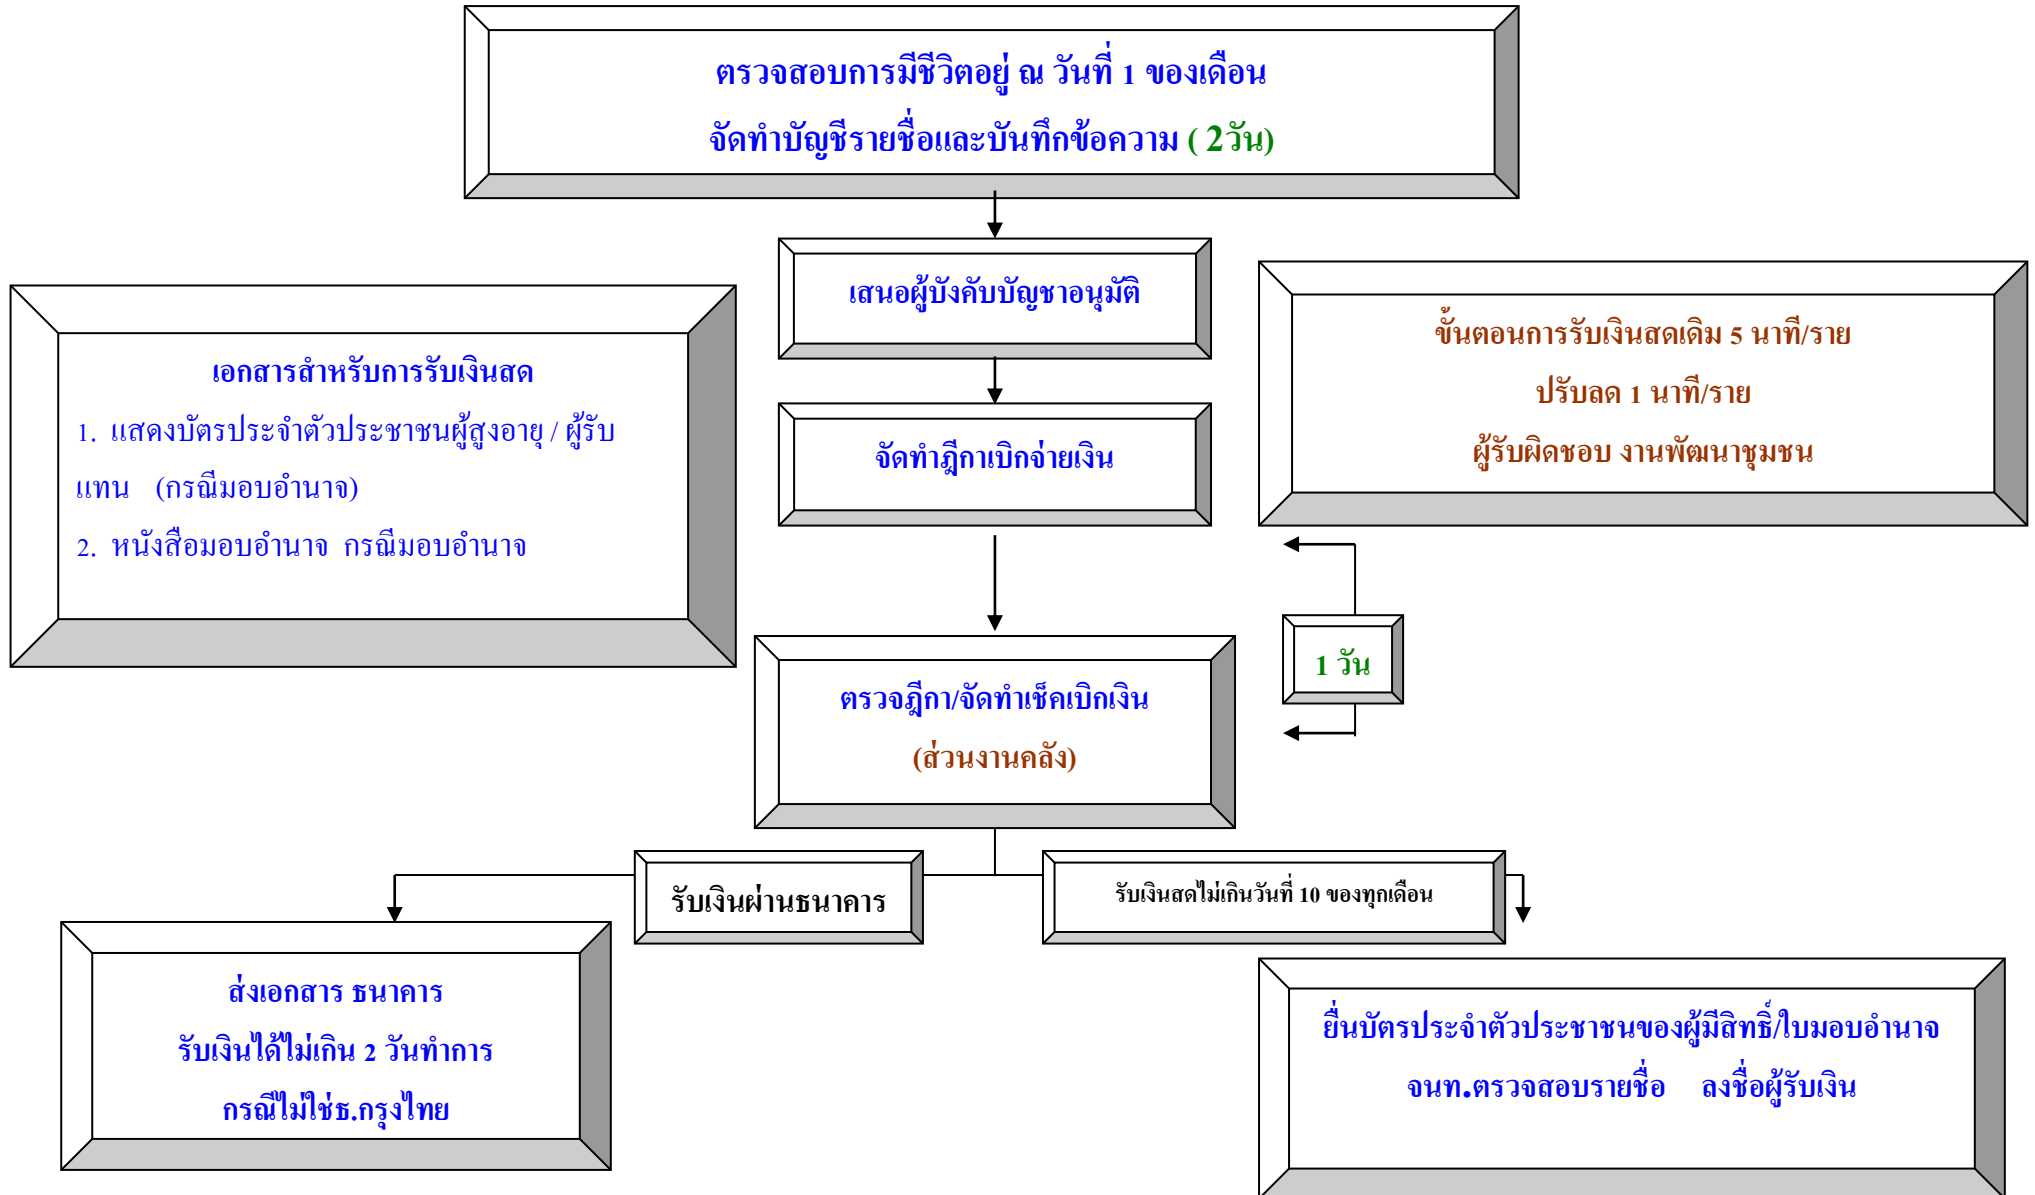 ตรวจสอบการมีชีวิตอยู่ ณ วันที่ 1 ของเดือน
จัดทำบัญชีรายชื่อและบันทึกข้อความ ( 2วัน)
เสนอผู้บังคับบัญชาอนุมัติ
เอกสารสำหรับการรับเงินสด
1. แสดงบัตรประจำตัวประชาชนผู้สูงอายุ / ผู้รับ
แทน (กรณีมอบอำนาจ)
2. หนังสือมอบอำนาจ กรณีมอบอำนาจ
จัดทำฎีกาเบิกจ่ายเงิน
ขั้นตอนการรับเงินสดเดิม 5 นาที/ราย
ปรับลด 1 นาที/ราย
ผู้รับผิดชอบ งานพัฒนาชุมชน
1 วัน
ตรวจฎีกา/จัดทำเช็คเบิกเงิน
(ส่วนงานคลัง)
รับเงินผ่านธนาคาร
รับเงินสดไม่เกินวันที่ 10 ของทุกเดือน
ส่งเอกสาร ธนาคาร
รับเงินได้ไม่เกิน 2 วันทำการ
กรณีไม่ใช่ธ.กรุงไทย
ยื่นบัตรประจำตัวประชาชนของผู้มีสิทธิ์/ใบมอบอำนาจ
จนท.ตรวจสอบรายชื่อ ลงชื่อผู้รับเงิน